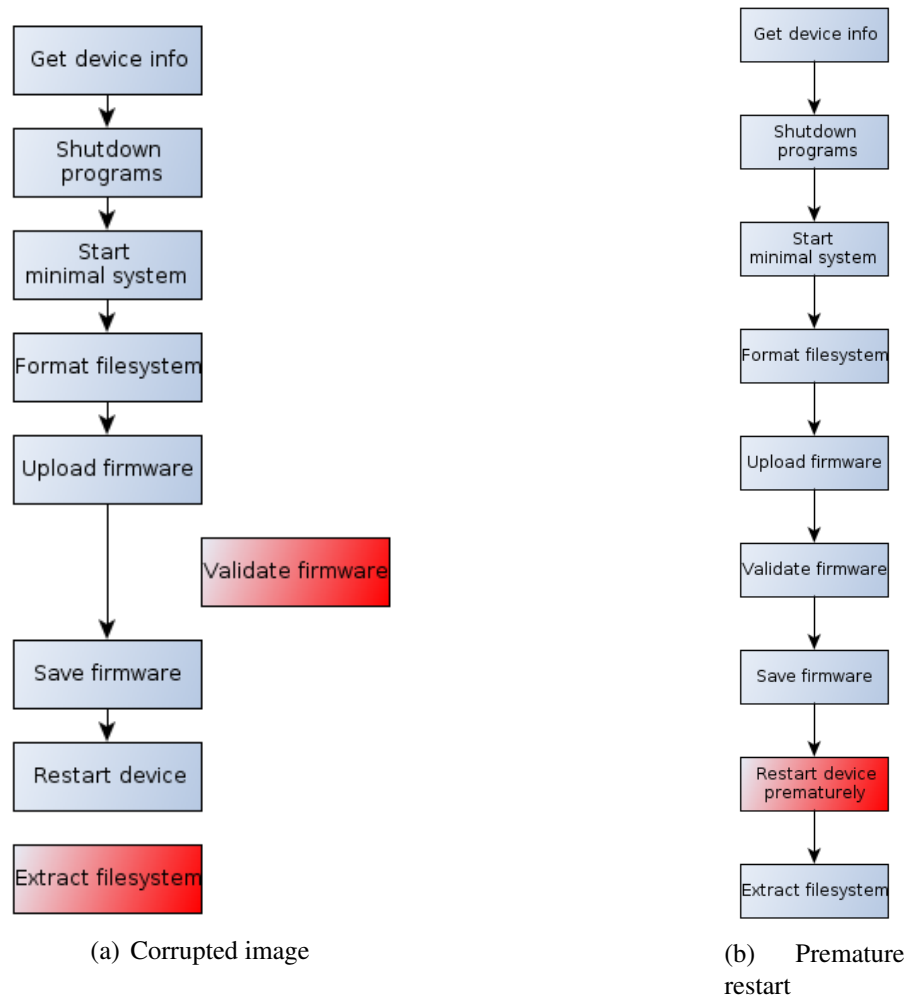 Get device info
Shutdown
programs
Start
minimal system
Format filesystem
Upload firmware
Validate firmware
Save firmware
Restart device
Extract filesystem
(a) Corrupted image
Get device info
Shutdown
programs
Start
minimal system
Format filesystem
Upload firmware
Validate firmware
Save firmware
Restart device
prematurely
Extract filesystem
(b) Premature
restart